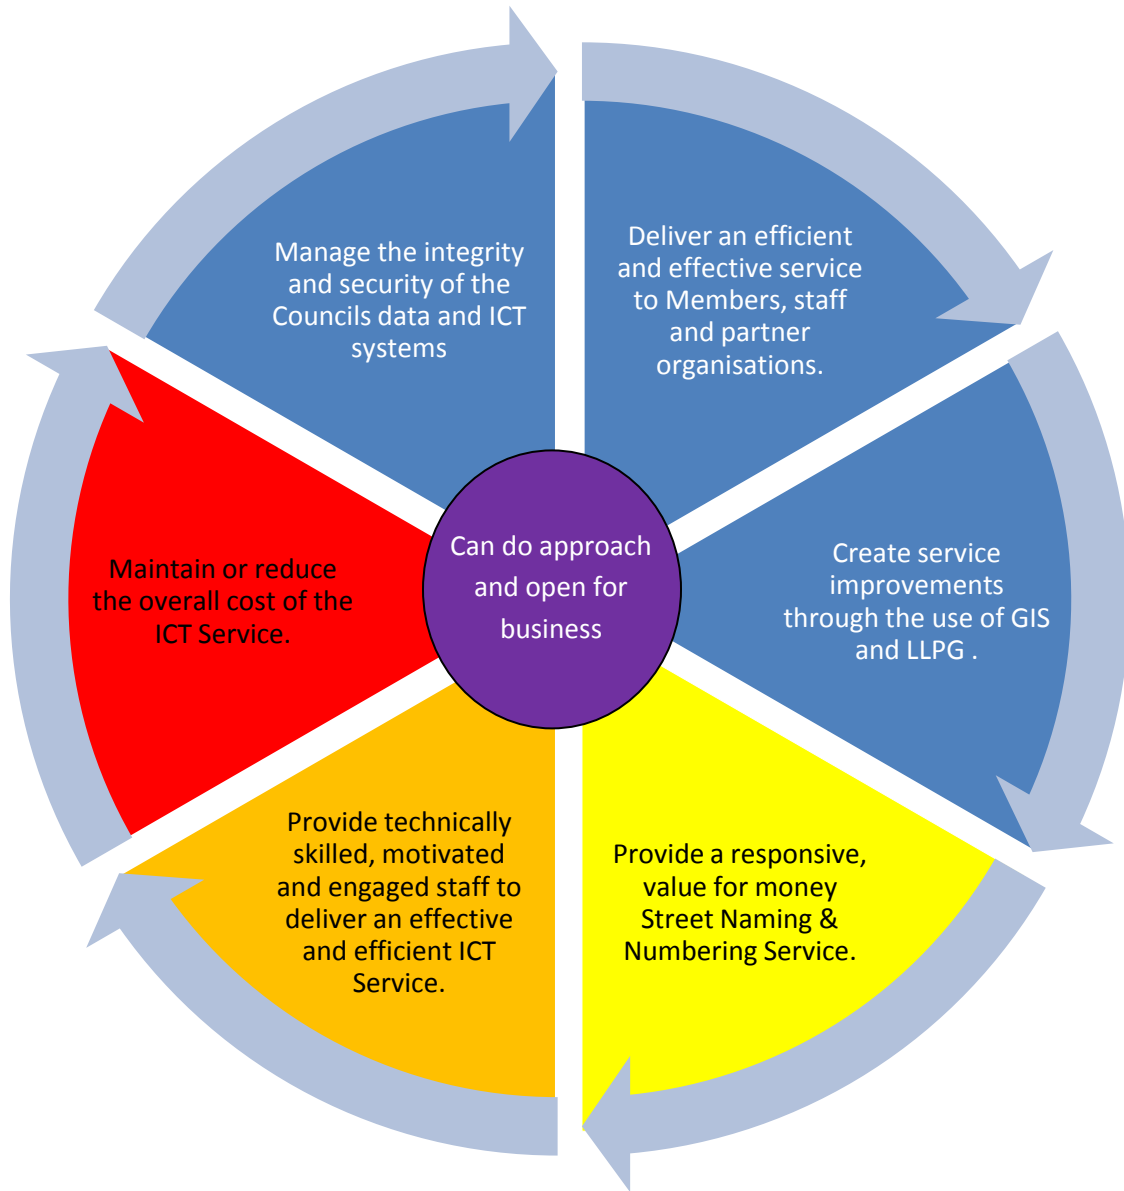 Manage the integrity
and security of the
Councils data and ICT
systems
Deliver an efficient
and effective service
to Members, staff
and partner
organisations.
Can do approach
and open for
business
Create service
improvements
through the use of GIS
and LLPG .
Maintain or reduce
the overall cost of the
ICT Service.
Provide technically
skilled, motivated
and engaged staff to
deliver an effective
and efficient ICT
Service.
Provide a responsive,
value for money
Street Naming &
Numbering Service.